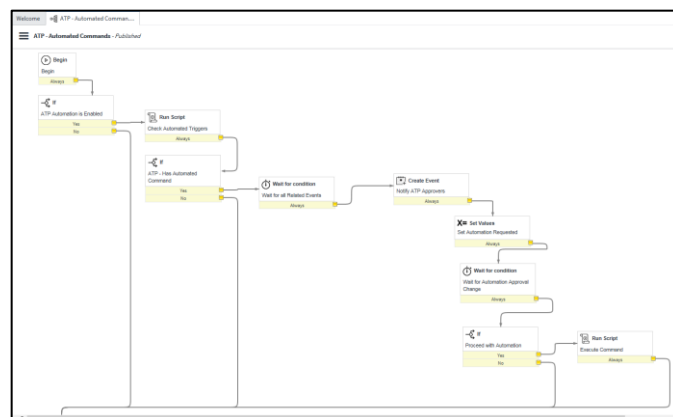 Welcome
ATP - Automated Comman....
ATP - Automated Commands - Published
Begin
Begin
Always
If
ATP Automation is Enabled
Yes
No
Run Script
Check Automated Triggers
Always
If
ATP - Has Automated
Command
Yes
No
Wait for condition
Wait for all Related Events
Always
Create Event
Notify ATP Approvers
Always
X= Set Values
Set Automation Requested
Always
Wait for condition
Wait for Automation Approval
Change
Always
If
Proceed with Automation
Yes
No
Run Script
Execute Command
Always